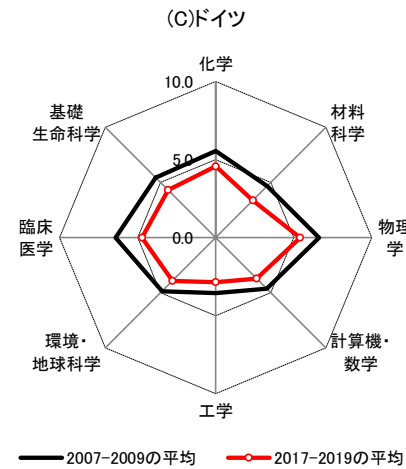 (C)ドイツ
化学
10.0
基礎
生命科学
材料
科学
5.0
臨床
医学
0.0
物理
学
環境・
地球科学
計算機・
数学
工学
2007-2009の平均
2017-2019の平均